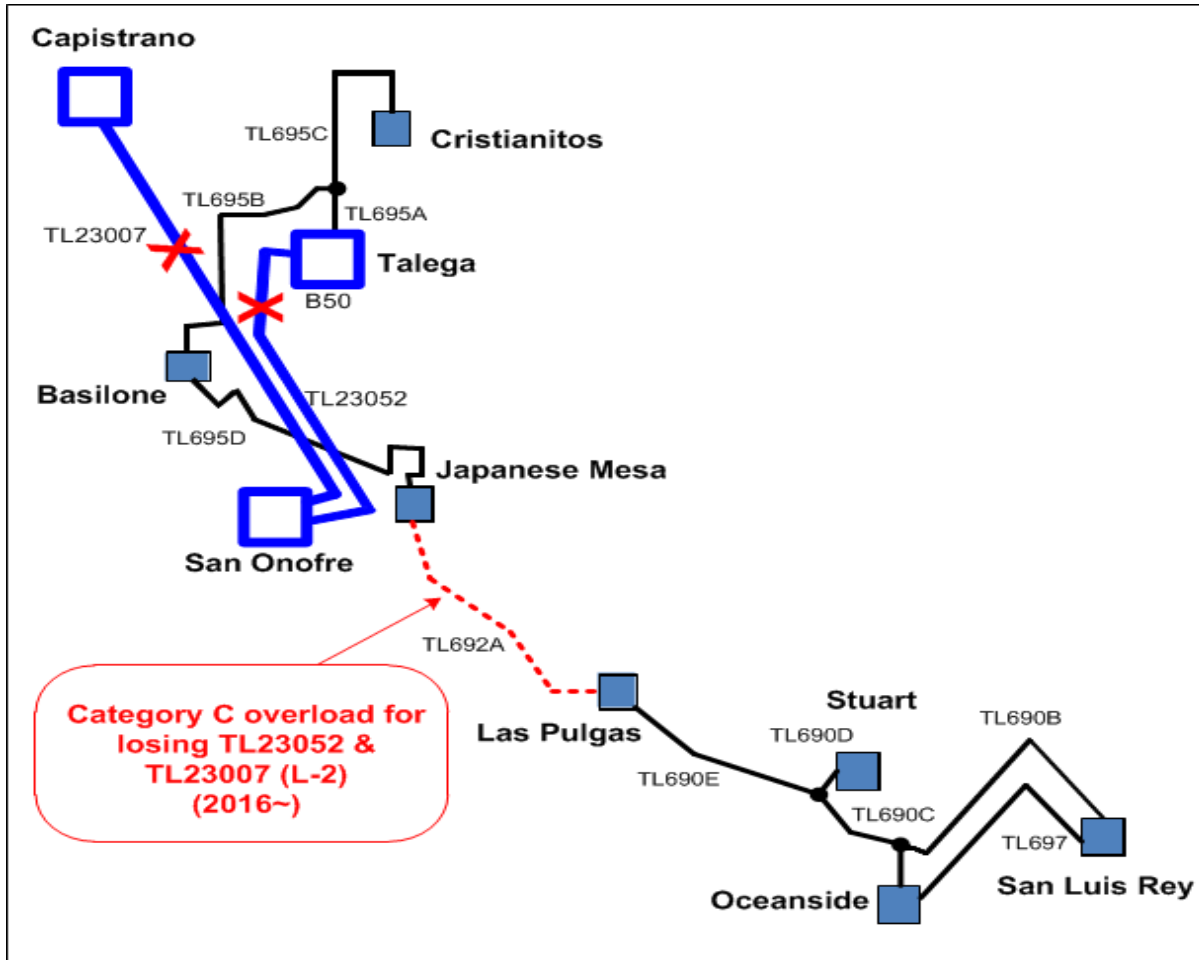 Capistrano
TL695C
Cristianitos
TL695B
TL695A
TL23007
Talega
B50
Basilone
TL23052
TL695D
Japanese Mesa
San Onofre
TL692A
Category C overload for
losing TL23052 &
TL23007 (L-2)
(2016~)
Las Pulgas
Stuart
TL690B
TL690D
TL690E
TL690C
TL697
Oceanside
San Luis Rey